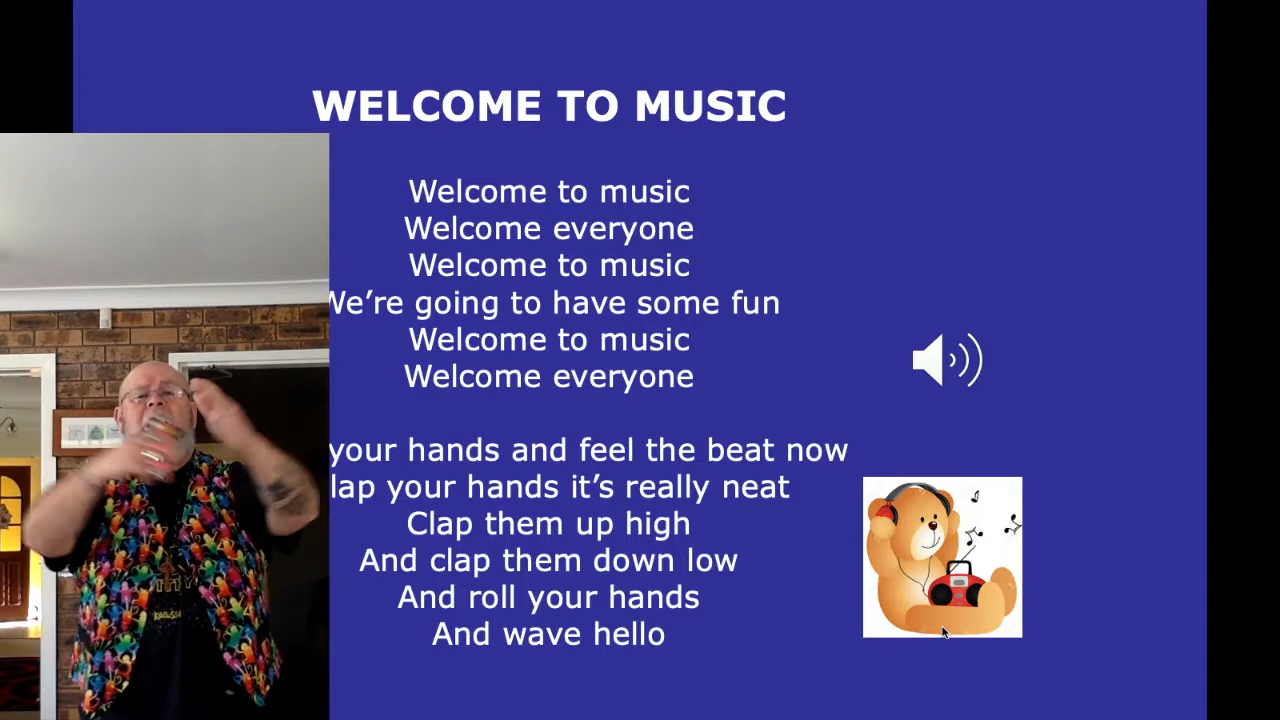 WELCOME TO MUSIC
Welcome to music
Welcome everyone
Welcome to music
We're going to have some fun
Welcome to music
Welcome everyone
your hands and feel the beat now
lap your hands it's really neat
Clap them up high
And clap them down low
And roll your hands
And wave hello